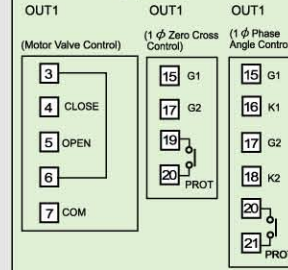 OUT1
(Motor Valve Control)
3
4 CLOSE
5 OPEN
6
7 COM
OUT1
(1 ϕ Zero Cross
Control)
15 G1
17 G2
19
20 PROT
OUT1
(1 ϕ Phase
Angle Contro
15 G1
16 K1
17 G2
18 K2
20
21 PRO